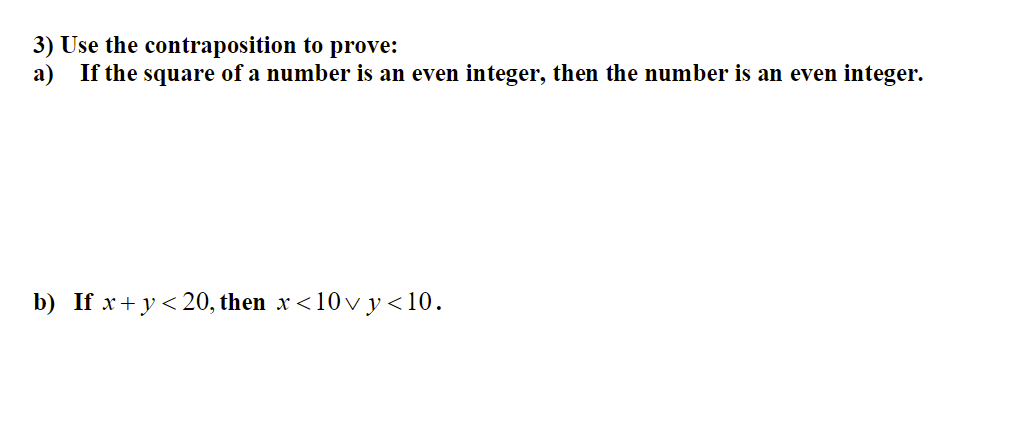 3) Use the contraposition to prove:
a) If the square of a number is an even integer, then the number is an even integer.
b) If x + y < 20, then x < 10 ∨ y < 10.